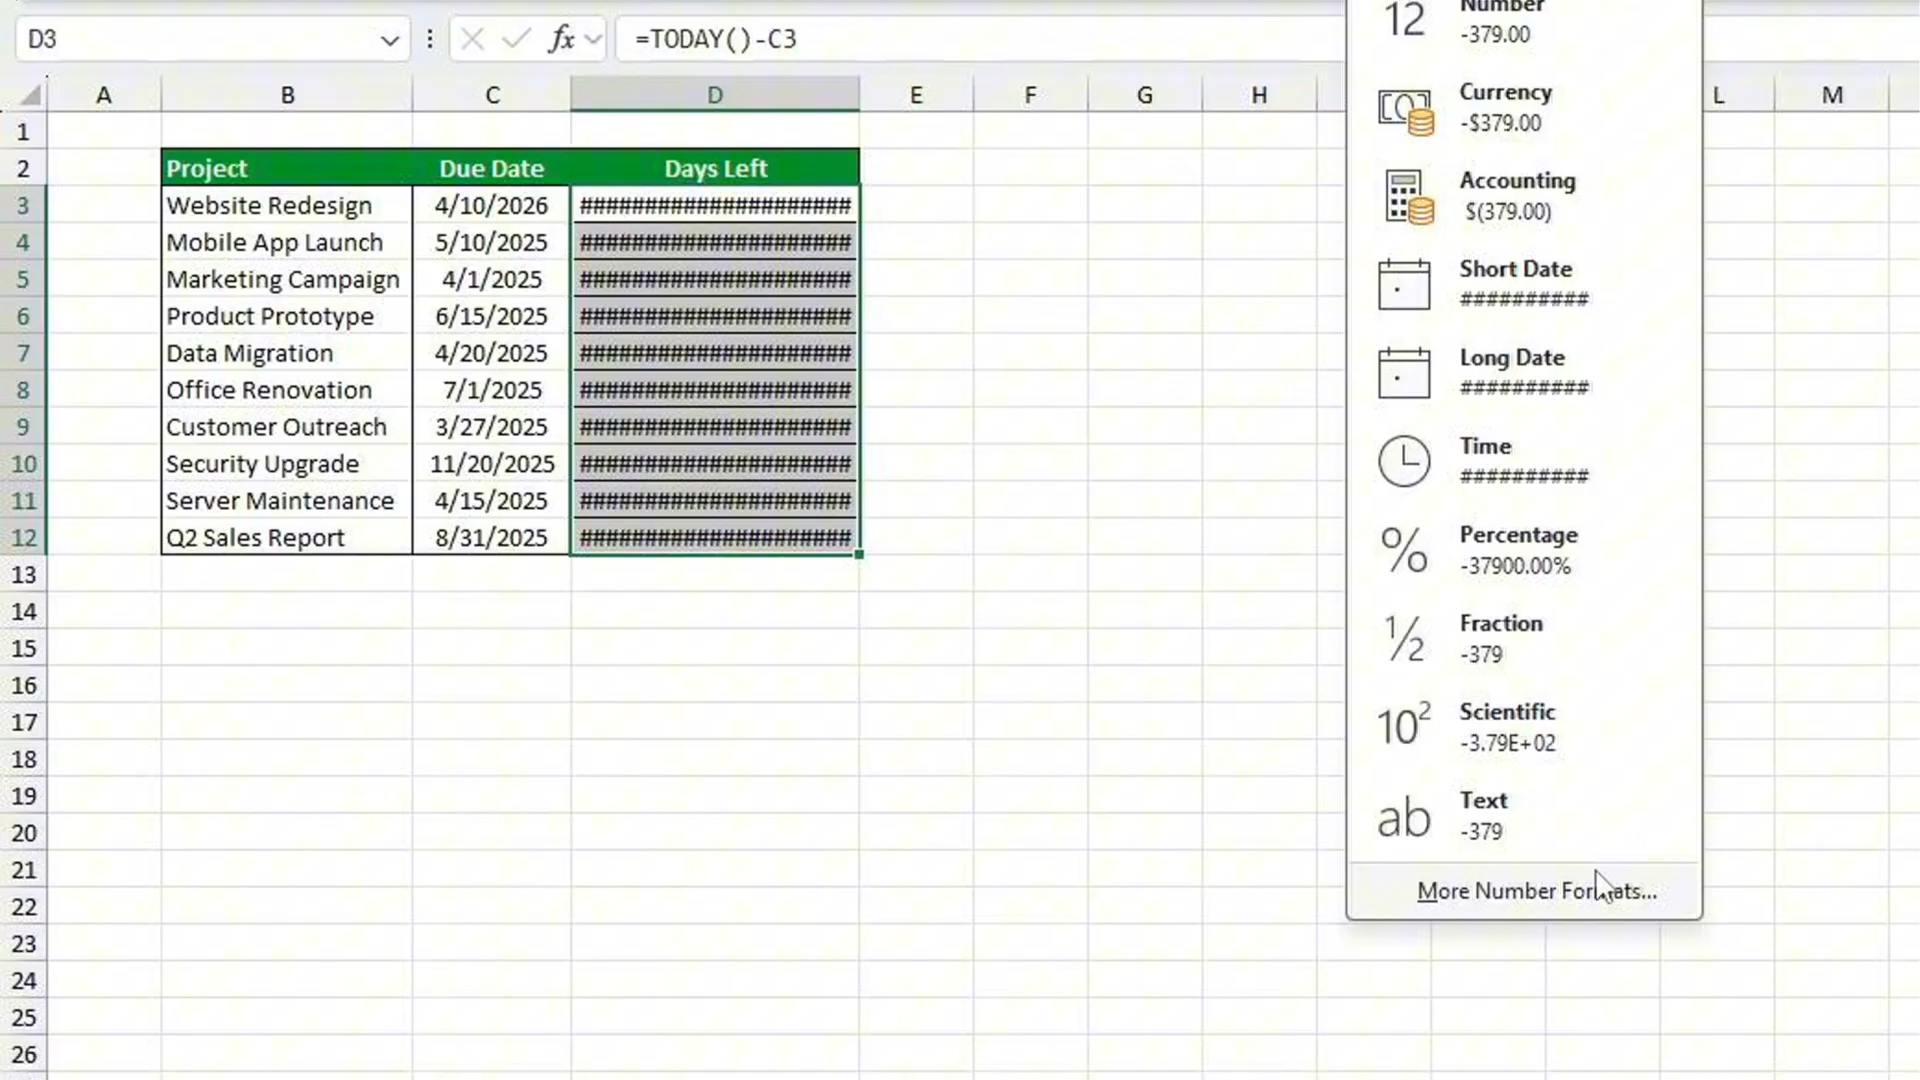 D3 fx =TODAY()-C3
A B C D E F G H L M
1
2 Project Due Date Days Left
3 Website Redesign 4/10/2026 #####################
4 Mobile App Launch 5/10/2025 #####################
5 Marketing Campaign 4/1/2025 #####################
6 Product Prototype 6/15/2025 #####################
7 Data Migration 4/20/2025 #####################
8 Office Renovation 7/1/2025 #####################
9 Customer Outreach 3/27/2025 #####################
10 Security Upgrade 11/20/2025 #####################
11 Server Maintenance 4/15/2025 #####################
12 Q2 Sales Report 8/31/2025 #####################
13
14
15
16
17
18
19
20
21
22
23
24
25
26
12 Number
-379.00
Currency
-$379.00
Accounting
$(379.00)
Short Date
##########
Long Date
##########
Time
##########
% Percentage
-37900.00%
½ Fraction
-379
10² Scientific
-3.79E+02
ab Text
-379
More Number Formats...